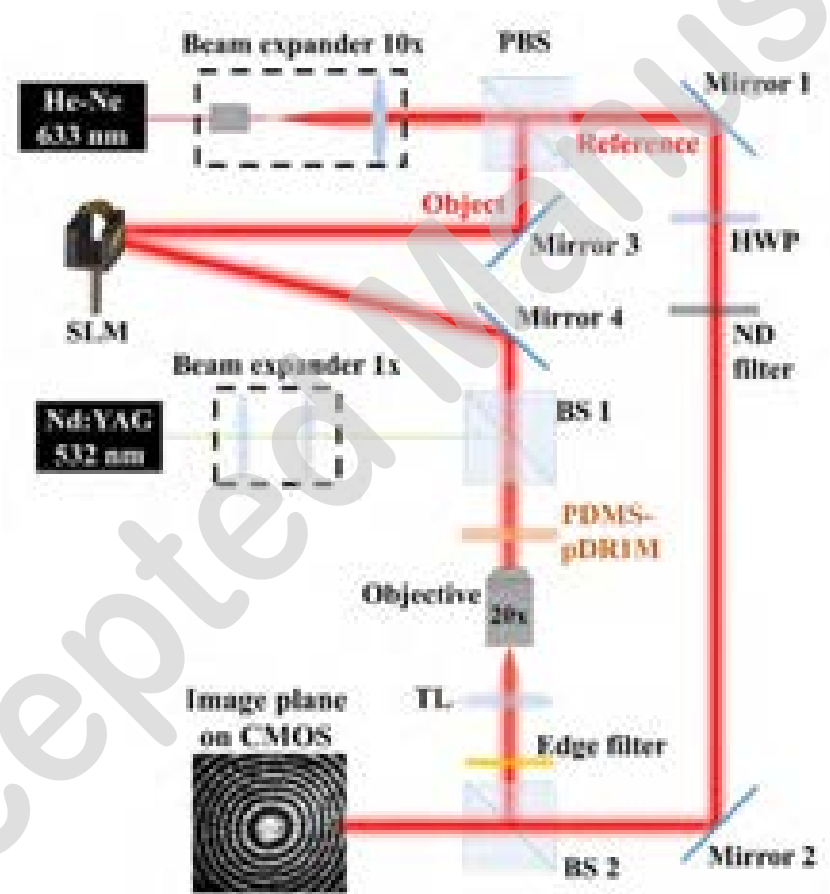 Beam expander 10x
PBS
Mirror 1
He-Ne
633 nm
Reference
Object
Mirror 3
HWP
SLM
Mirror 4
ND
filter
Beam expander 1x
BS 1
Nd:YAG
532 nm
PDMS-
pDR1M
Objective
20x
TL
Image plane
on CMOS
Edge filter
BS 2
Mirror 2
cepted Manus